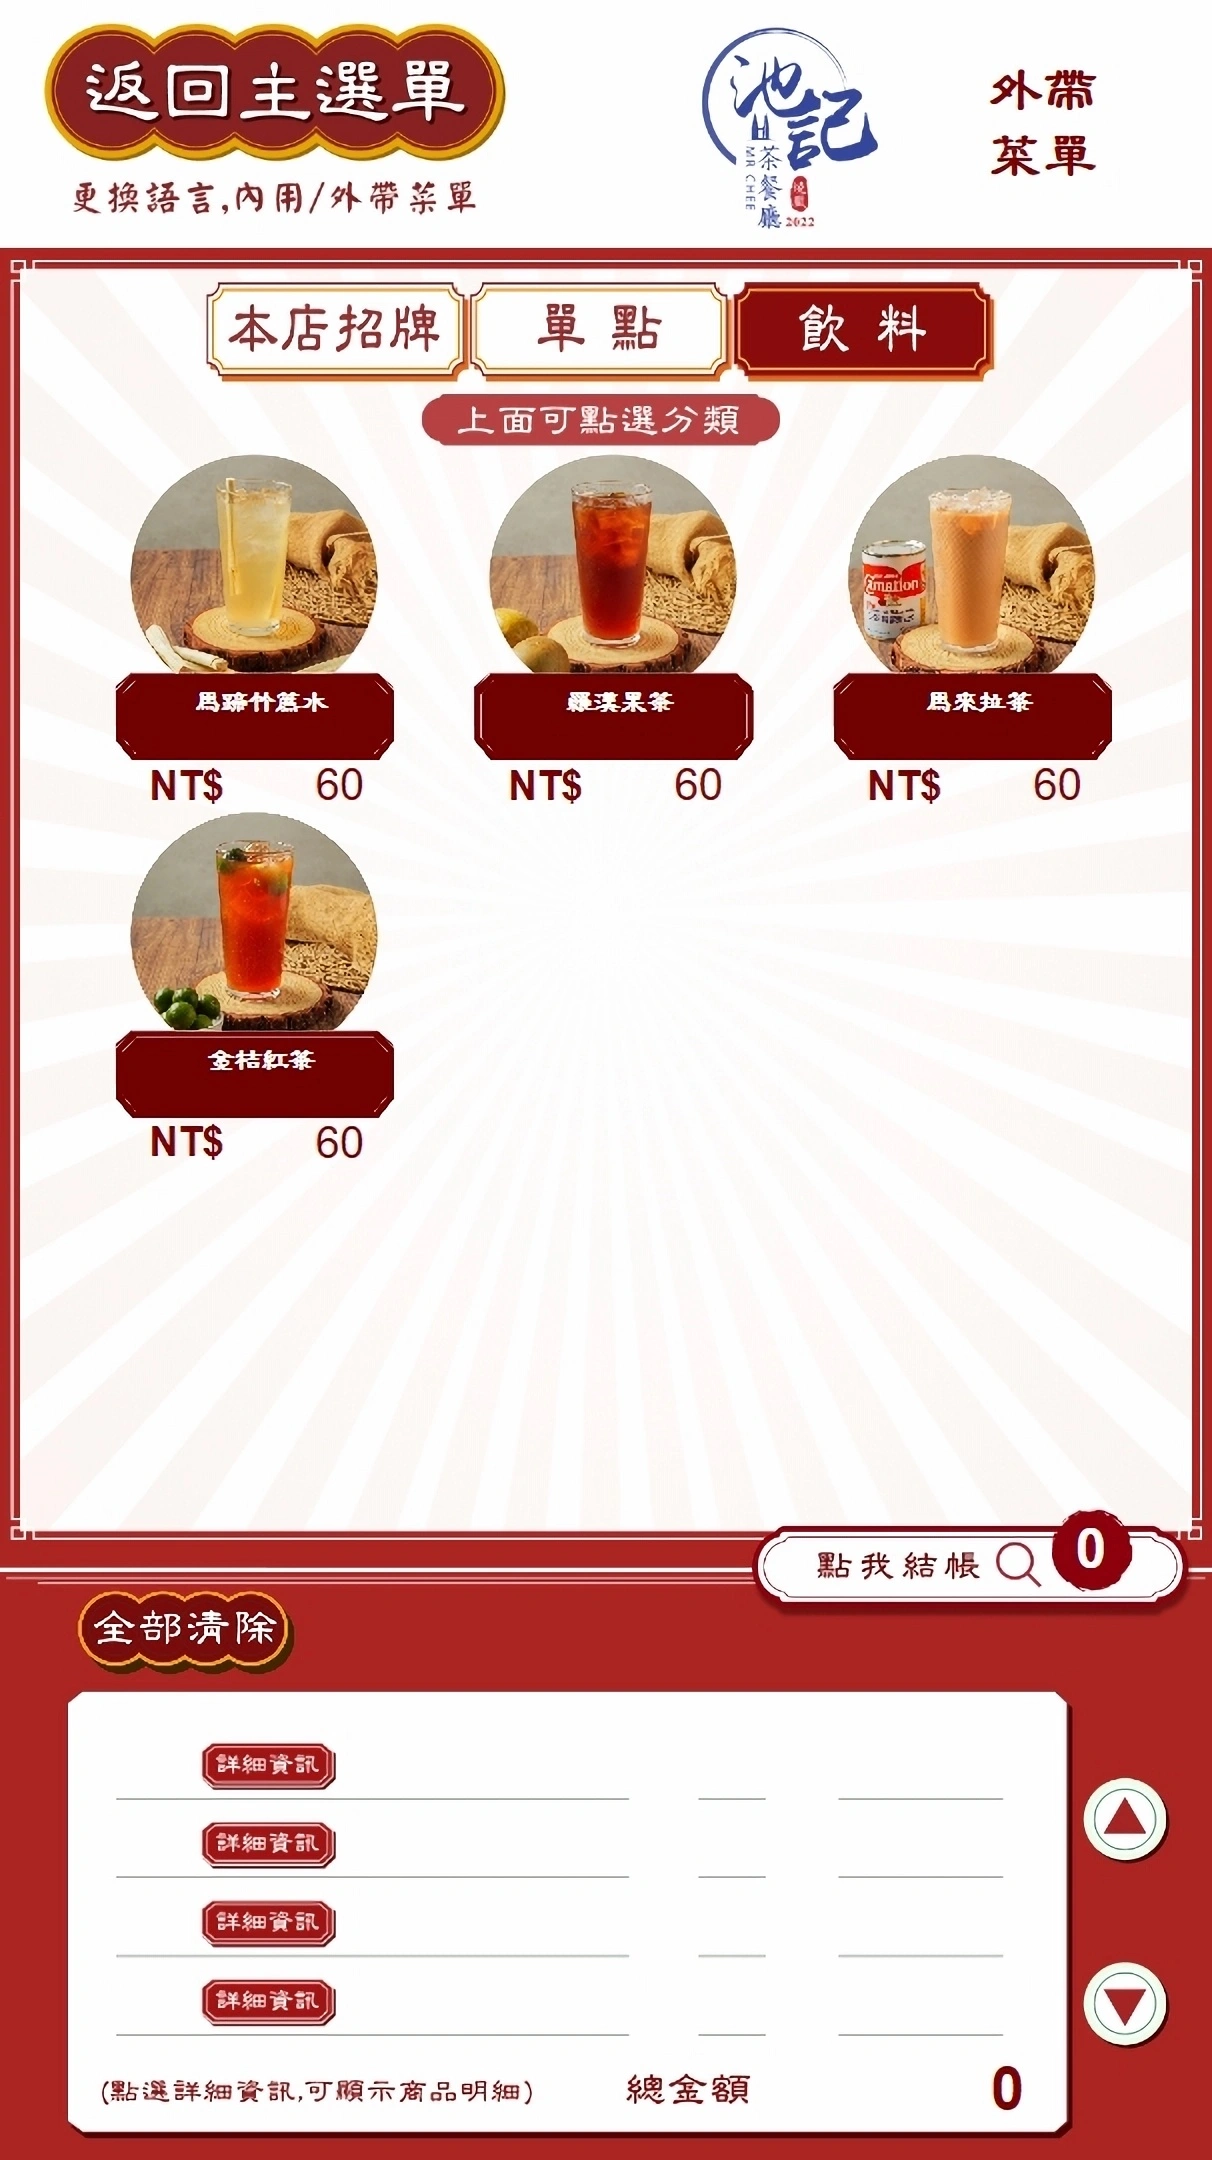 返回主選單
更換語言,內用/外帶菜單
池記
茶餐廳
MR CHEF
2022
外帶
菜單
本店招牌
單點
飲料
上面可點選分類
馬蹄竹蔗水
NT$ 60
羅漢果茶
NT$ 60
Carnation
馬來拉茶
NT$ 60
金桔紅茶
NT$ 60
點我結帳
0
全部清除
詳細資訊
詳細資訊
詳細資訊
詳細資訊
(點選詳細資訊,可顯示商品明細)
總金額
0